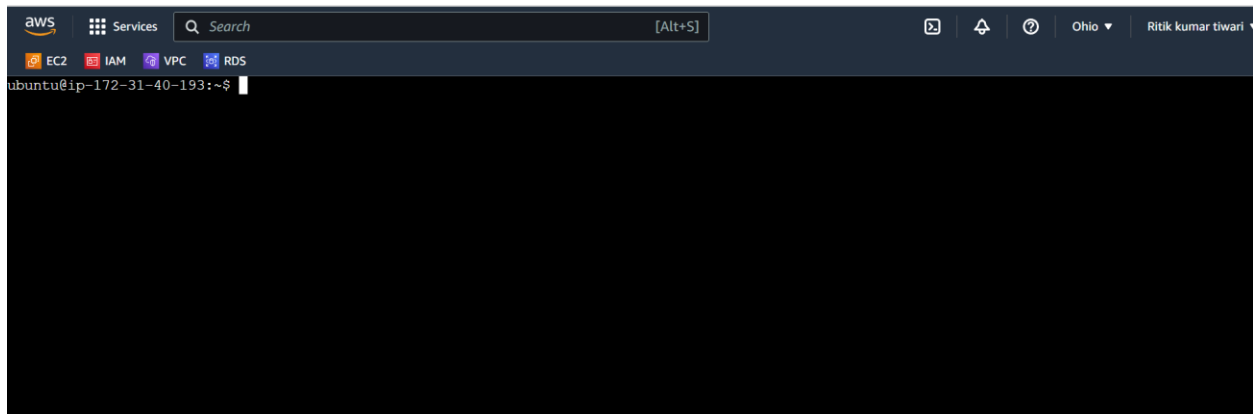 aws Services Search [Alt+S] Ohio Ritik kumar tiwari
EC2 IAM VPC RDS
ubuntu@ip-172-31-40-193:~$